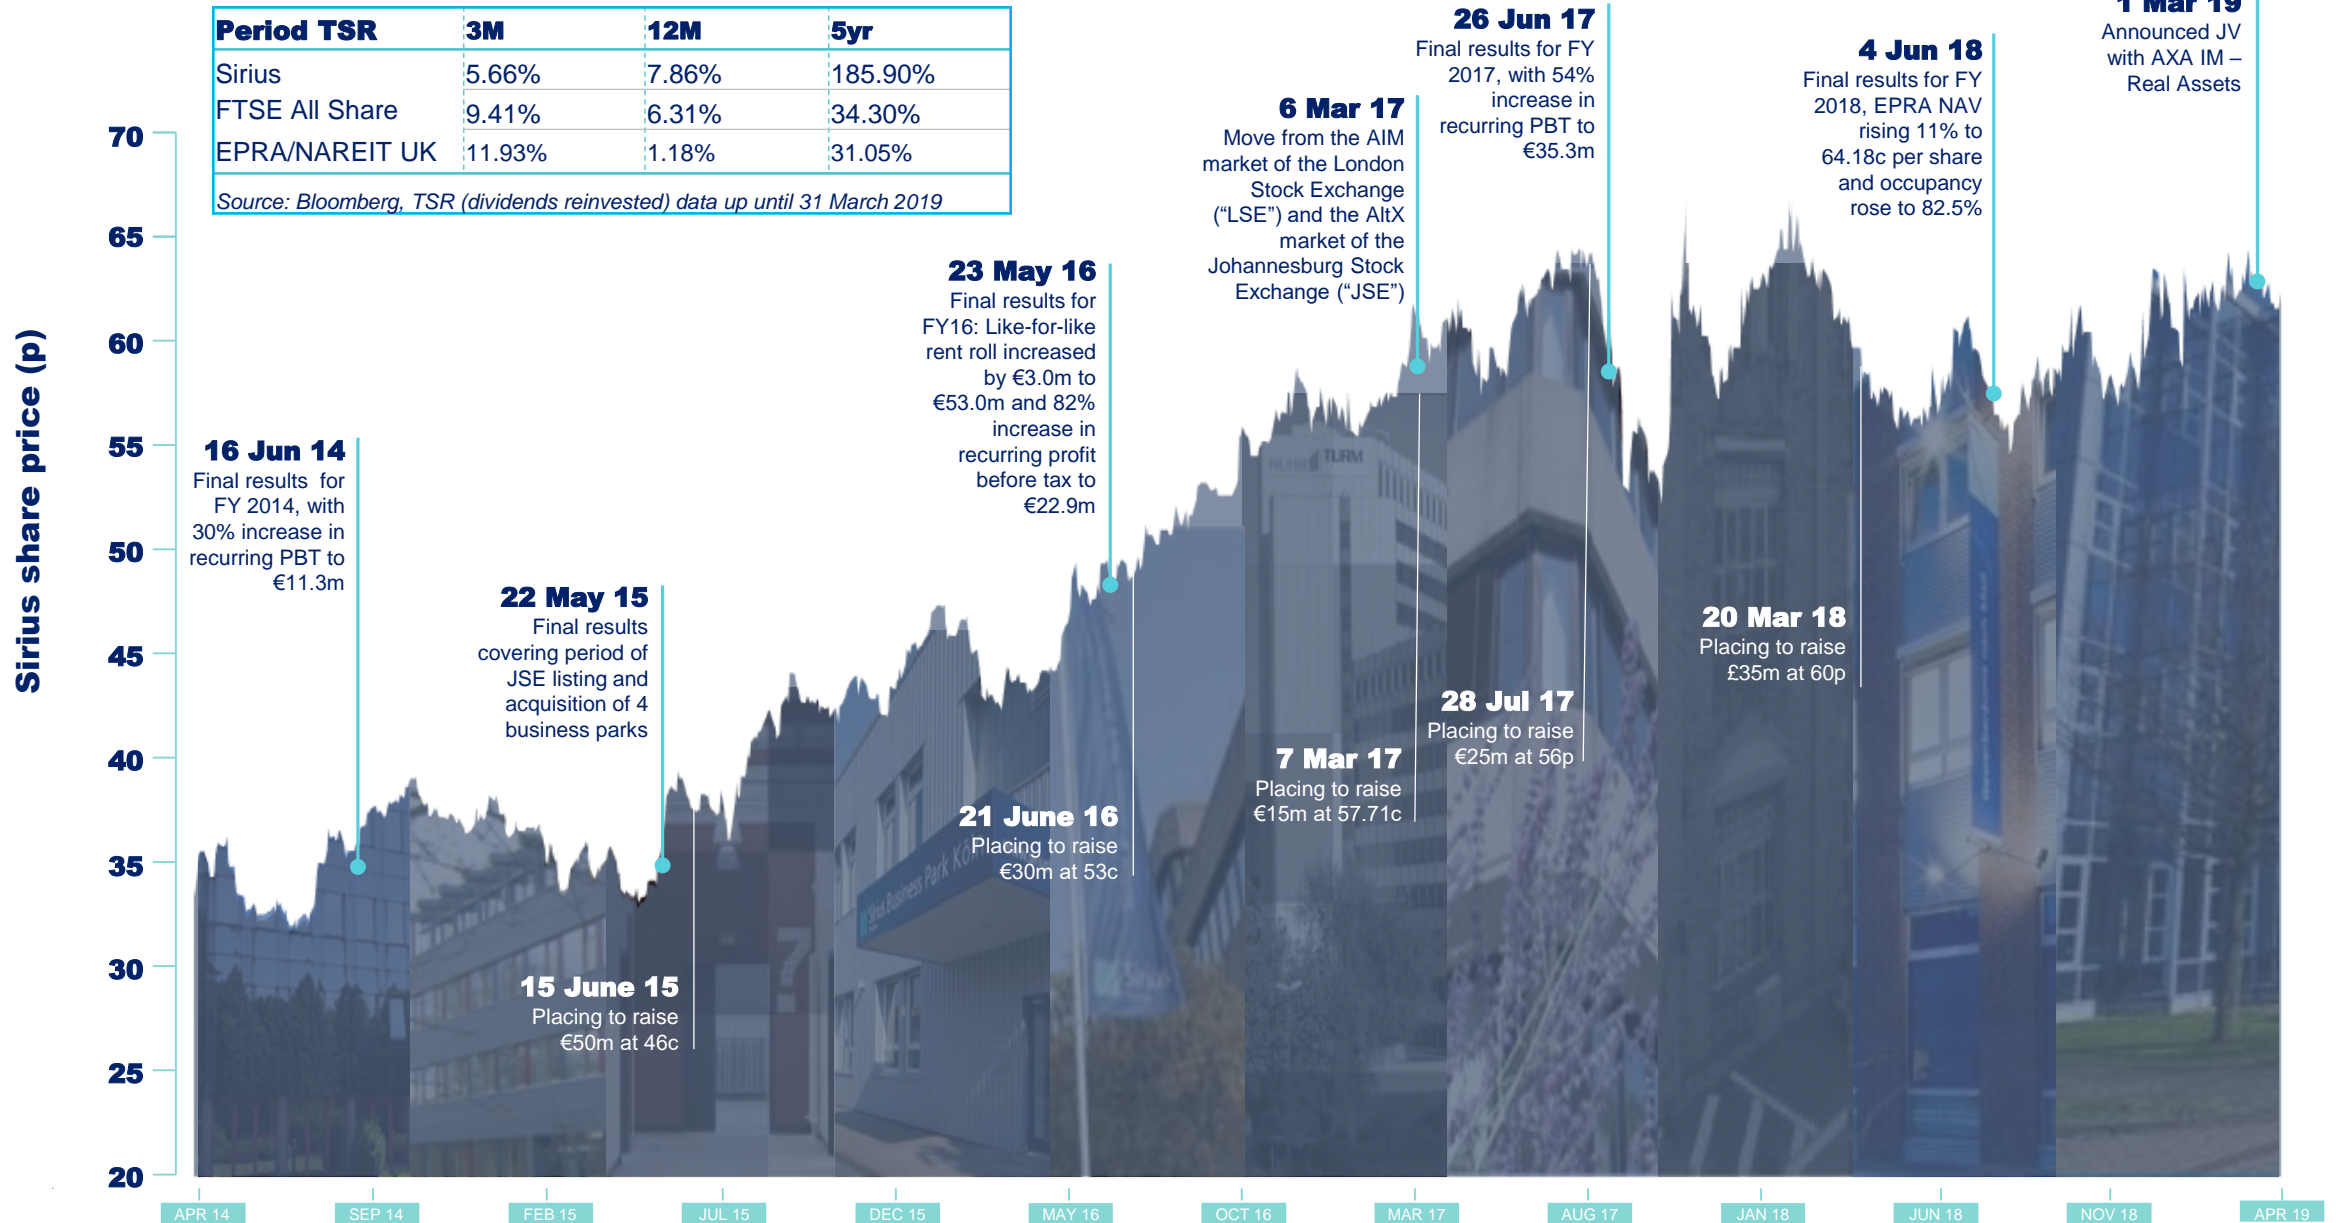 Period TSR 3M 12M 5yr
Sirius 5.66% 7.86% 185.90%
FTSE All Share 9.41% 6.31% 34.30%
EPRA/NAREIT UK 11.93% 1.18% 31.05%
Source: Bloomberg, TSR (dividends reinvested) data up until 31 March 2019
Sirius share price (p)
70
65
60
55
50
45
40
35
30
25
20
16 Jun 14
Final results for
FY 2014, with
30% increase in
recurring PBT to
€11.3m
22 May 15
Final results
covering period of
JSE listing and
acquisition of 4
business parks
15 June 15
Placing to raise
€50m at 46c
23 May 16
Final results for
FY16: Like-for-like
rent roll increased
by €3.0m to
€53.0m and 82%
increase in
recurring profit
before tax to
€22.9m
21 June 16
Placing to raise
€30m at 53c
6 Mar 17
Move from the AIM
market of the London
Stock Exchange
(“LSE”) and the AltX
market of the
Johannesburg Stock
Exchange (“JSE”)
7 Mar 17
Placing to raise
€15m at 57.71c
26 Jun 17
Final results for FY
2017, with 54%
increase in
recurring PBT to
€35.3m
28 Jul 17
Placing to raise
€25m at 56p
20 Mar 18
Placing to raise
£35m at 60p
4 Jun 18
Final results for FY
2018, EPRA NAV
rising 11% to
64.18c per share
and occupancy
rose to 82.5%
1 Mar 19
Announced JV
with AXA IM –
Real Assets
TURM
Sirius Business Park
7
APR 14
SEP 14
FEB 15
JUL 15
DEC 15
MAY 16
OCT 16
MAR 17
AUG 17
JAN 18
JUN 18
NOV 18
APR 19